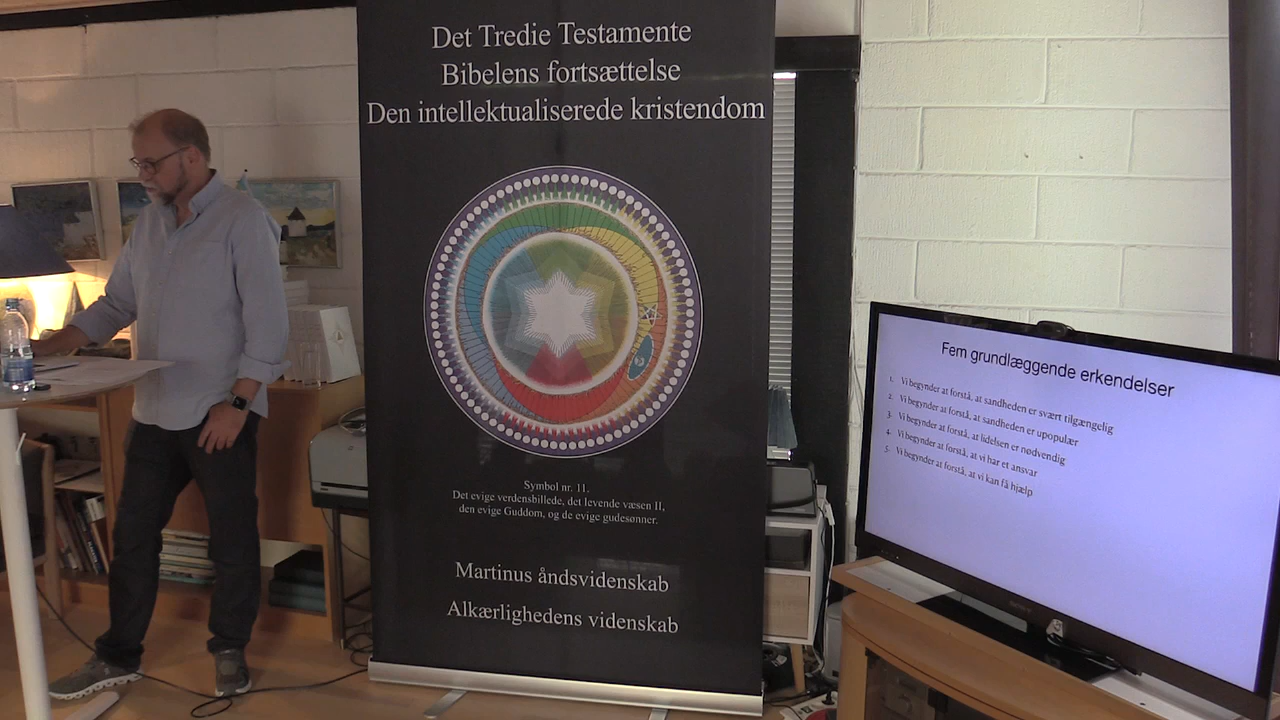 Det Tredie Testamente
Bibelens fortsættelse
Den intellektualiserede kristendom
Symbol nr. 11.
Det evige verdensbillede, det levende væsen II,
den evige Guddom, og de evige gudesønner.
Martinus åndsvidenskab
Alkærlighedens videnskab
Fem grundlæggende erkendelser
1. Vi begynder at forstå, at sandheden er svært tilgængelig
2. Vi begynder at forstå, at sandheden er upopulær
3. Vi begynder at forstå, at lidelsen er nødvendig
4. Vi begynder at forstå, at vi har et ansvar
5. Vi begynder at forstå, at vi kan få hjælp